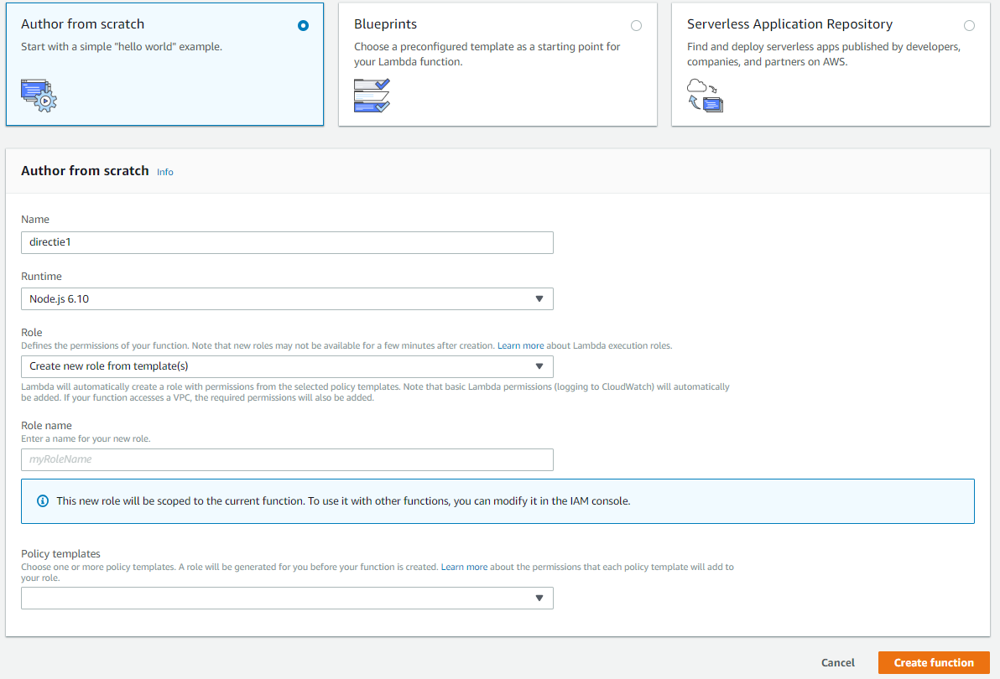 Author from scratch
Start with a simple "hello world" example.
Blueprints
Choose a preconfigured template as a starting point for
your Lambda function.
Serverless Application Repository
Find and deploy serverless apps published by developers,
companies, and partners on AWS.
Author from scratch Info
Name
directie1
Runtime
Node.js 6.10
Role
Defines the permissions of your function. Note that new roles may not be available for a few minutes after creation. Learn more about Lambda execution roles.
Create new role from template(s)
Lambda will automatically create a role with permissions from the selected policy templates. Note that basic Lambda permissions (logging to CloudWatch) will automatically
be added. If your function accesses a VPC, the required permissions will also be added.
Role name
Enter a name for your new role.
myRoleName
This new role will be scoped to the current function. To use it with other functions, you can modify it in the IAM console.
Policy templates
Choose one or more policy templates. A role will be generated for you before your function is created. Learn more about the permissions that each policy template will add to
your role.
Cancel
Create function